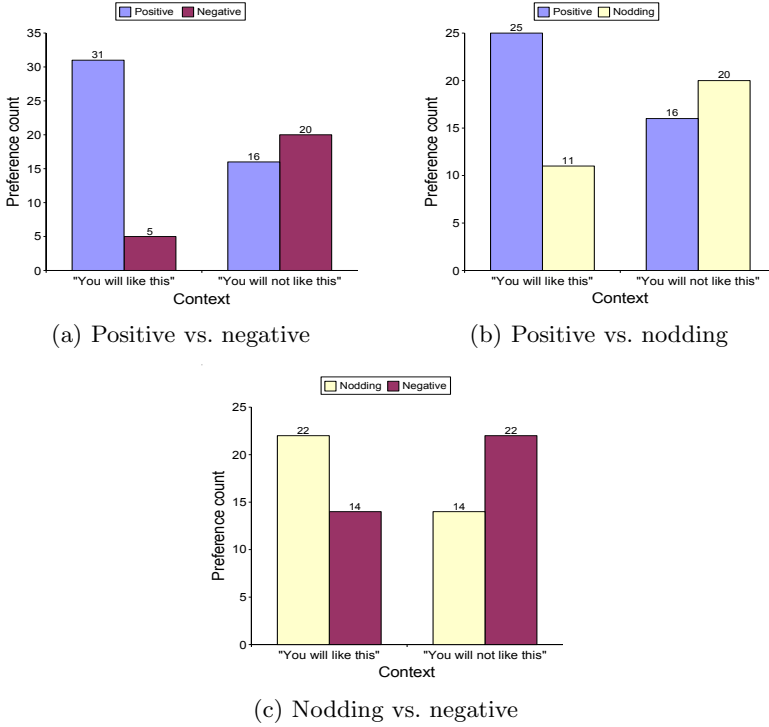 Positive Negative
35
30
25
20
15
10
5
0
31
5
16
20
Preference count
"You will like this" "You will not like this"
Context
(a) Positive vs. negative
Positive Nodding
25
20
15
10
5
0
25
11
16
20
Preference count
"You will like this" "You will not like this"
Context
(b) Positive vs. nodding
Nodding Negative
25
20
15
10
5
0
22
14
14
22
Preference count
"You will like this" "You will not like this"
Context
(c) Nodding vs. negative